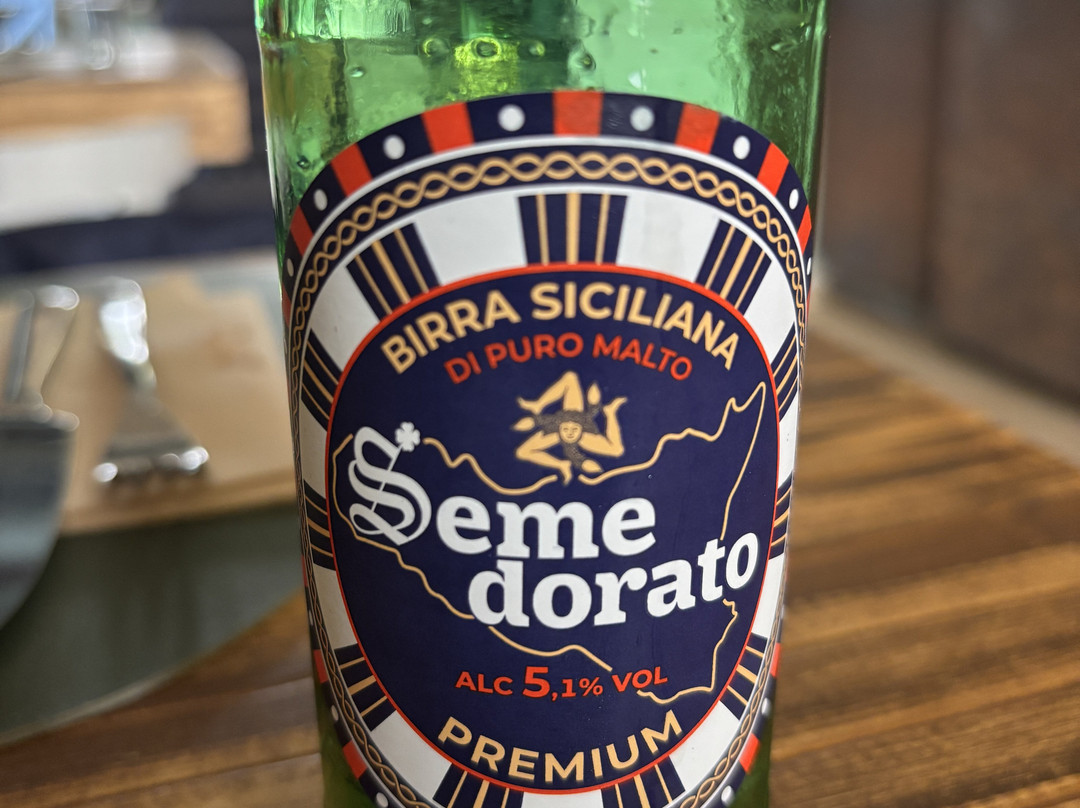 BIRRA SICILIANA
DI PURO MALTO
Seme
dorato
ALC 5,1% VOL
PREMIUM